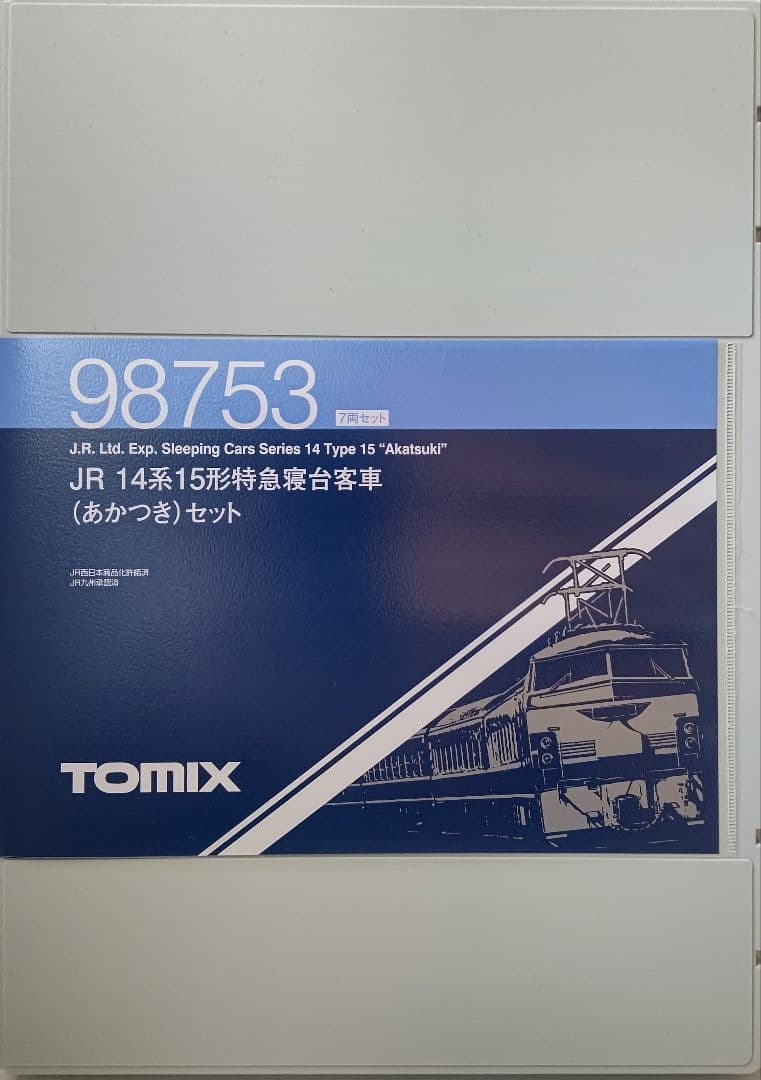 98753 7両セット
J.R. Ltd. Exp. Sleeping Cars Series 14 Type 15 “Akatsuki”
JR 14系15形特急寝台客車
(あかつき)セット
JR西日本商品化許諾済
JR九州承認済
TOMIX